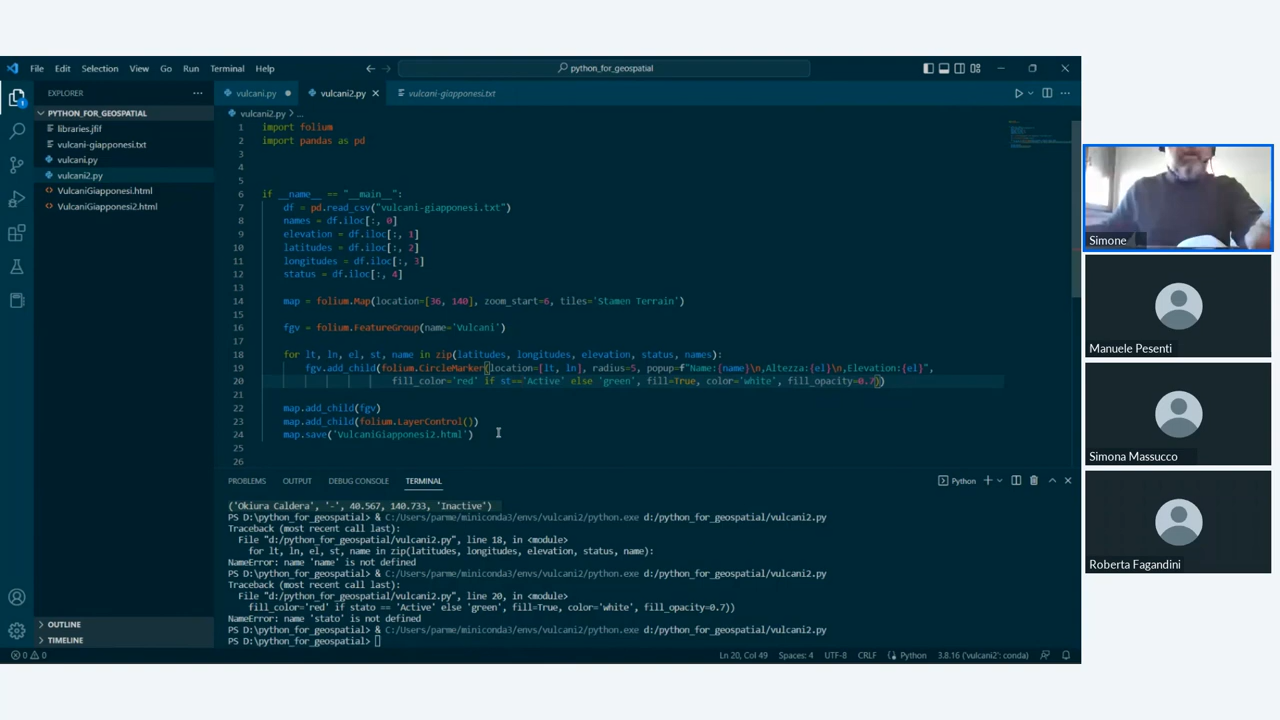 File Edit Selection View Go Run Terminal Help
python_for_geospatial
EXPLORER
vulcani.py
vulcani2.py
vulcani-giapponesi.txt
PYTHON_FOR_GEOSPATIAL
libraries.jfif
vulcani-giapponesi.txt
vulcani.py
vulcani2.py
VulcaniGiapponesi.html
VulcaniGiapponesi2.html
OUTLINE
TIMELINE
1
vulcani2.py > ...
1 import folium
2 import pandas as pd
3
4
5
6 if __name__ == "__main__":
7 df = pd.read_csv("vulcani-giapponesi.txt")
8 names = df.iloc[:, 0]
9 elevation = df.iloc[:, 1]
10 latitudes = df.iloc[:, 2]
11 longitudes = df.iloc[:, 3]
12 status = df.iloc[:, 4]
13
14 map = folium.Map(location=[36, 140], zoom_start=6, tiles='Stamen Terrain')
15
16 fgv = folium.FeatureGroup(name='Vulcani')
17
18 for lt, ln, el, st, name in zip(latitudes, longitudes, elevation, status, names):
19 fgv.add_child(folium.CircleMarker(location=[lt, ln], radius=5, popup=f"Name:{name}\n,Altezza:{el}\n,Elevation:{el}",
20 fill_color='red' if st=='Active' else 'green', fill=True, color='white', fill_opacity=0.7))
21
22 map.add_child(fgv)
23 map.add_child(folium.LayerControl())
24 map.save('VulcaniGiapponesi2.html')
25
26
PROBLEMS OUTPUT DEBUG CONSOLE TERMINAL
Python
('Okiura Caldera', '-', 40.567, 140.733, 'Inactive')
PS D:\python_for_geospatial> & C:/Users/parme/miniconda3/envs/vulcani2/python.exe d:/python_for_geospatial/vulcani2.py
Traceback (most recent call last):
File "d:/python_for_geospatial/vulcani2.py", line 18, in <module>
for lt, ln, el, st, name in zip(latitudes, longitudes, elevation, status, name):
NameError: name 'name' is not defined
PS D:\python_for_geospatial> & C:/Users/parme/miniconda3/envs/vulcani2/python.exe d:/python_for_geospatial/vulcani2.py
Traceback (most recent call last):
File "d:/python_for_geospatial/vulcani2.py", line 20, in <module>
fill_color='red' if stato == 'Active' else 'green', fill=True, color='white', fill_opacity=0.7))
NameError: name 'stato' is not defined
PS D:\python_for_geospatial> & C:/Users/parme/miniconda3/envs/vulcani2/python.exe d:/python_for_geospatial/vulcani2.py
PS D:\python_for_geospatial>
0 0 Ln 20, Col 49 Spaces: 4 UTF-8 CRLF Python 3.8.16 ('vulcani2': conda)
Simone
Manuele Pesenti
Simona Massucco
Roberta Fagandini